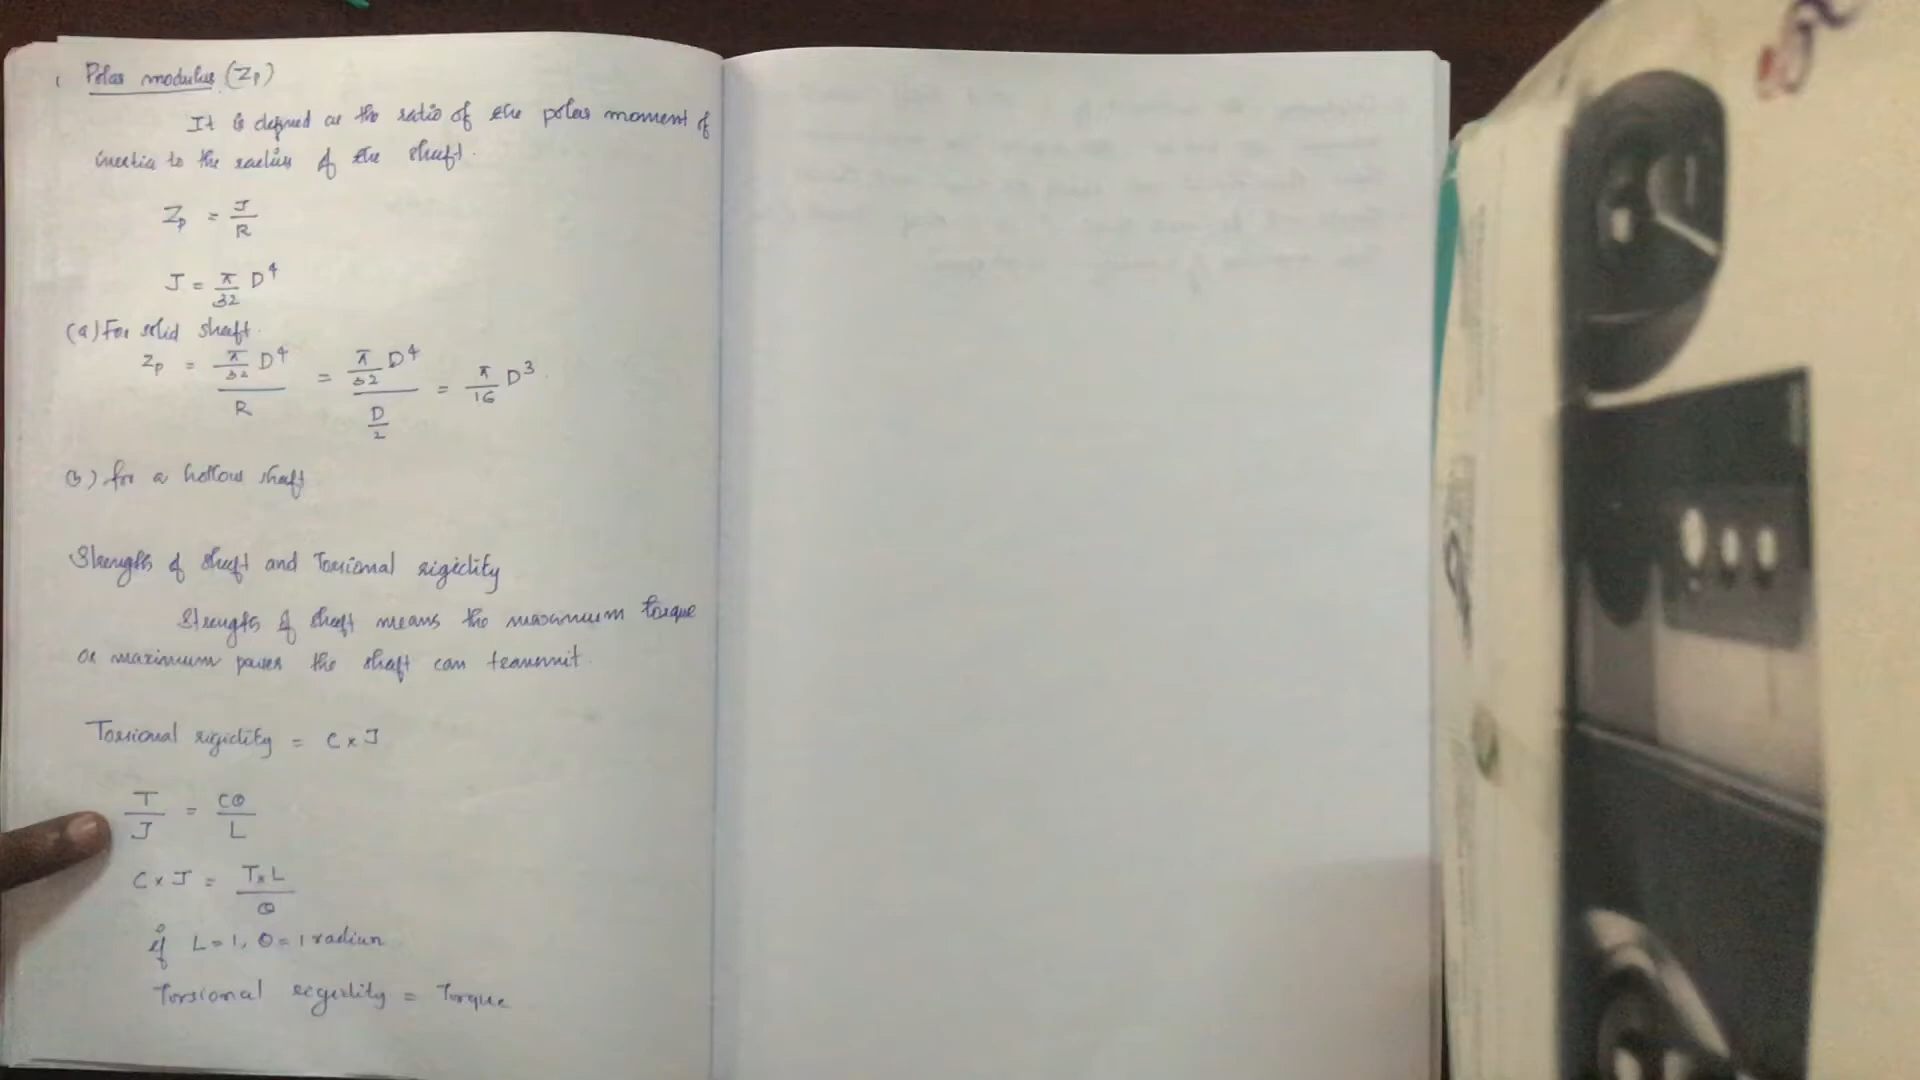 Polar modulus (Zp)
It is defined as the ratio of the polar moment of
inertia to the radius of the shaft.
Zp = J/R
J = π/32 D⁴
(a) For solid shaft.
Zp = (π/32 D⁴)/R = (π/32 D⁴)/(D/2) = π/16 D³.
(b) for a hollow shaft
Strength of shaft and Torsional rigidity
Strength of shaft means the maximum torque
or maximum power the shaft can transmit.
Torsional rigidity = C x J
T/J = Cθ/L
C x J = T x L/θ
if L = 1, θ = 1 radian
Torsional rigidity = Torque